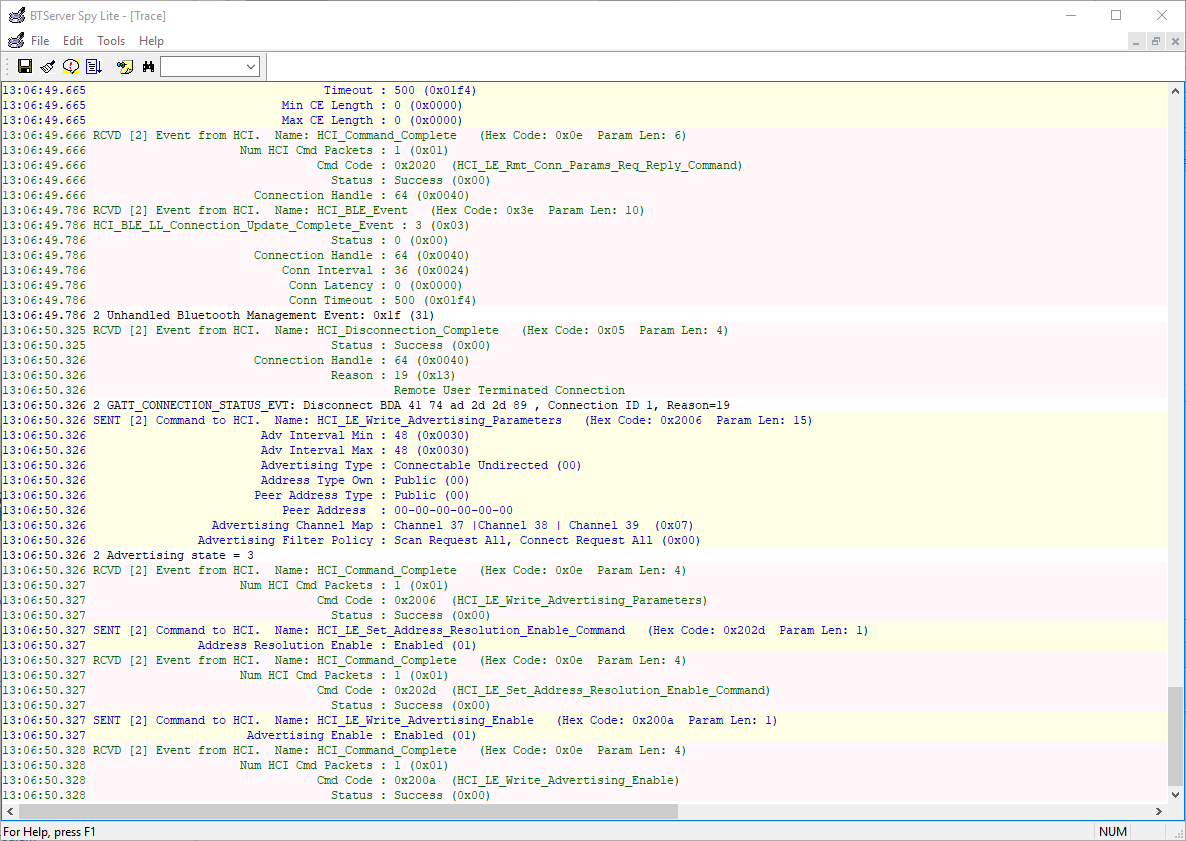 BTServer Spy Lite - [Trace]
File Edit Tools Help
13:06:49.665 Timeout : 500 (0x01f4)
13:06:49.665 Min CE Length : 0 (0x0000)
13:06:49.665 Max CE Length : 0 (0x0000)
13:06:49.666 RCVD [2] Event from HCI. Name: HCI_Command_Complete (Hex Code: 0x0e Param Len: 6)
13:06:49.666 Num HCI Cmd Packets : 1 (0x01)
13:06:49.666 Cmd Code : 0x2020 (HCI_LE_Rmt_Conn_Params_Req_Reply_Command)
13:06:49.666 Status : Success (0x00)
13:06:49.666 Connection Handle : 64 (0x0040)
13:06:49.786 RCVD [2] Event from HCI. Name: HCI_BLE_Event (Hex Code: 0x3e Param Len: 10)
13:06:49.786 HCI_BLE_LL_Connection_Update_Complete_Event : 3 (0x03)
13:06:49.786 Status : 0 (0x00)
13:06:49.786 Connection Handle : 64 (0x0040)
13:06:49.786 Conn Interval : 36 (0x0024)
13:06:49.786 Conn Latency : 0 (0x0000)
13:06:49.786 Conn Timeout : 500 (0x01f4)
13:06:49.786 2 Unhandled Bluetooth Management Event: 0x1f (31)
13:06:50.325 RCVD [2] Event from HCI. Name: HCI_Disconnection_Complete (Hex Code: 0x05 Param Len: 4)
13:06:50.325 Status : Success (0x00)
13:06:50.326 Connection Handle : 64 (0x0040)
13:06:50.326 Reason : 19 (0x13)
13:06:50.326 Remote User Terminated Connection
13:06:50.326 2 GATT_CONNECTION_STATUS_EVT: Disconnect BDA 41 74 ad 2d 2d 89 , Connection ID 1, Reason=19
13:06:50.326 SENT [2] Command to HCI. Name: HCI_LE_Write_Advertising_Parameters (Hex Code: 0x2006 Param Len: 15)
13:06:50.326 Adv Interval Min : 48 (0x0030)
13:06:50.326 Adv Interval Max : 48 (0x0030)
13:06:50.326 Advertising Type : Connectable Undirected (00)
13:06:50.326 Address Type Own : Public (00)
13:06:50.326 Peer Address Type : Public (00)
13:06:50.326 Peer Address : 00-00-00-00-00-00
13:06:50.326 Advertising Channel Map : Channel 37 |Channel 38 | Channel 39 (0x07)
13:06:50.326 Advertising Filter Policy : Scan Request All, Connect Request All (0x00)
13:06:50.326 2 Advertising state = 3
13:06:50.326 RCVD [2] Event from HCI. Name: HCI_Command_Complete (Hex Code: 0x0e Param Len: 4)
13:06:50.327 Num HCI Cmd Packets : 1 (0x01)
13:06:50.327 Cmd Code : 0x2006 (HCI_LE_Write_Advertising_Parameters)
13:06:50.327 Status : Success (0x00)
13:06:50.327 SENT [2] Command to HCI. Name: HCI_LE_Set_Address_Resolution_Enable_Command (Hex Code: 0x202d Param Len: 1)
13:06:50.327 Address Resolution Enable : Enabled (01)
13:06:50.327 RCVD [2] Event from HCI. Name: HCI_Command_Complete (Hex Code: 0x0e Param Len: 4)
13:06:50.327 Num HCI Cmd Packets : 1 (0x01)
13:06:50.327 Cmd Code : 0x202d (HCI_LE_Set_Address_Resolution_Enable_Command)
13:06:50.327 Status : Success (0x00)
13:06:50.327 SENT [2] Command to HCI. Name: HCI_LE_Write_Advertising_Enable (Hex Code: 0x200a Param Len: 1)
13:06:50.327 Advertising Enable : Enabled (01)
13:06:50.328 RCVD [2] Event from HCI. Name: HCI_Command_Complete (Hex Code: 0x0e Param Len: 4)
13:06:50.328 Num HCI Cmd Packets : 1 (0x01)
13:06:50.328 Cmd Code : 0x200a (HCI_LE_Write_Advertising_Enable)
13:06:50.328 Status : Success (0x00)
For Help, press F1 NUM